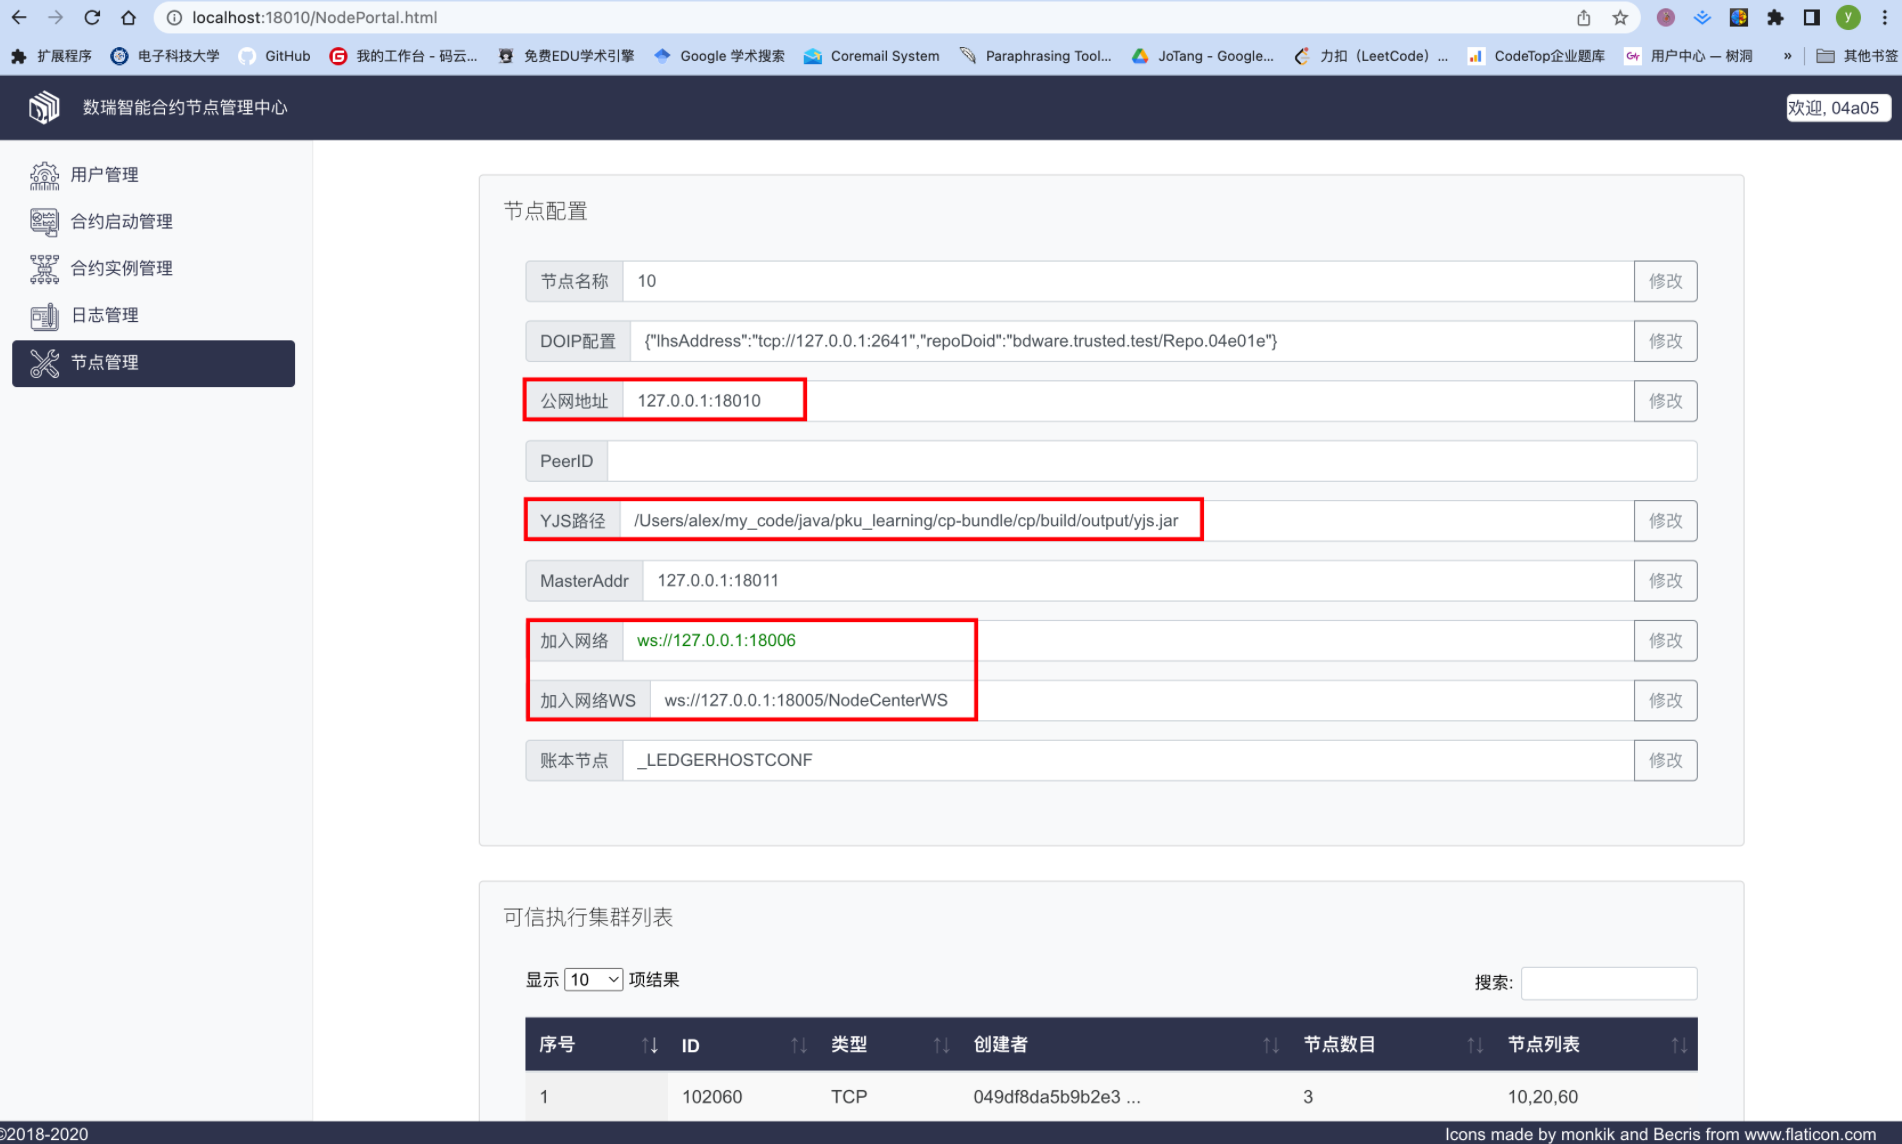 localhost:18010/NodePortal.html
y
扩展程序 电子科技大学 GitHub 我的工作台 - 码云... 免费EDU学术引擎 Google 学术搜索 Coremail System Paraphrasing Tool... JoTang - Google... 力扣（LeetCode） ... CodeTop企业题库 用户中心 — 树洞 » 其他书签
数瑞智能合约节点管理中心
欢迎, 04a05
用户管理
合约启动管理
合约实例管理
日志管理
节点管理
节点配置
节点名称 10 修改
DOIP配置 {"lhsAddress":"tcp://127.0.0.1:2641","repoDoid":"bdware.trusted.test/Repo.04e01e"} 修改
公网地址 127.0.0.1:18010 修改
PeerID
YJS路径 /Users/alex/my_code/java/pku_learning/cp-bundle/cp/build/output/yjs.jar 修改
MasterAddr 127.0.0.1:18011 修改
加入网络 ws://127.0.0.1:18006 修改
加入网络WS ws://127.0.0.1:18005/NodeCenterWS 修改
账本节点 _LEDGERHOSTCONF 修改
可信执行集群列表
显示 10 项结果
搜索:
序号 ID 类型 创建者 节点数目 节点列表
1 102060 TCP 049df8da5b9b2e3 ... 3 10,20,60
©2018-2020
Icons made by monkik and Becris from www.flaticon.com